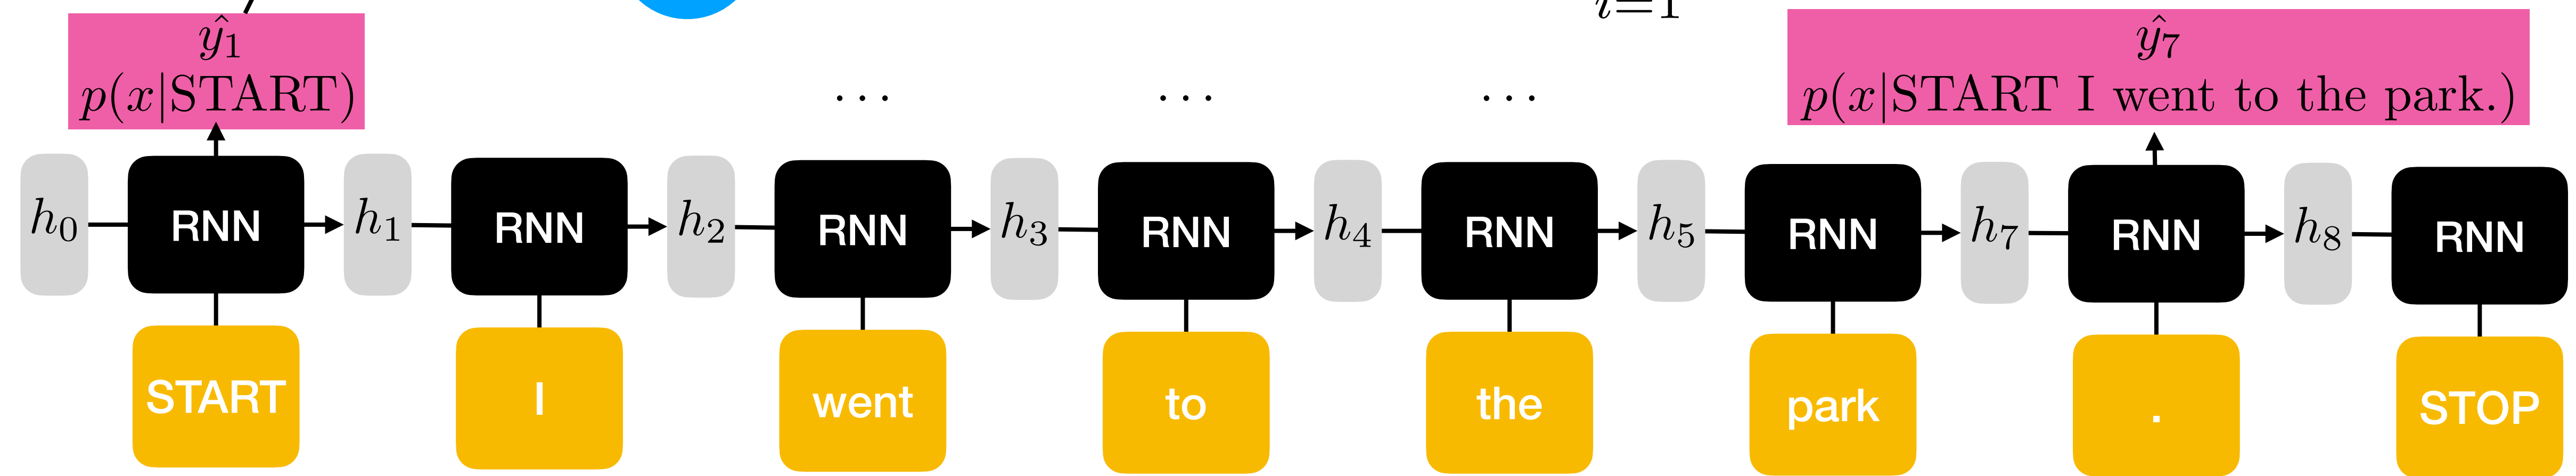 i=1
ŷ₁
p(x|START)
ŷ₇
p(x|START I went to the park.)
... ... ...
h₀ RNN h₁ RNN h₂ RNN h₃ RNN h₄ RNN h₅ RNN h₇ RNN h₈ RNN
START I went to the park . STOP